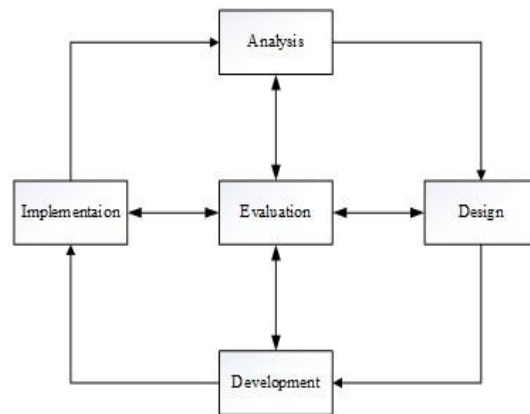 Analysis
Implementaion
Evaluation
Design
Development